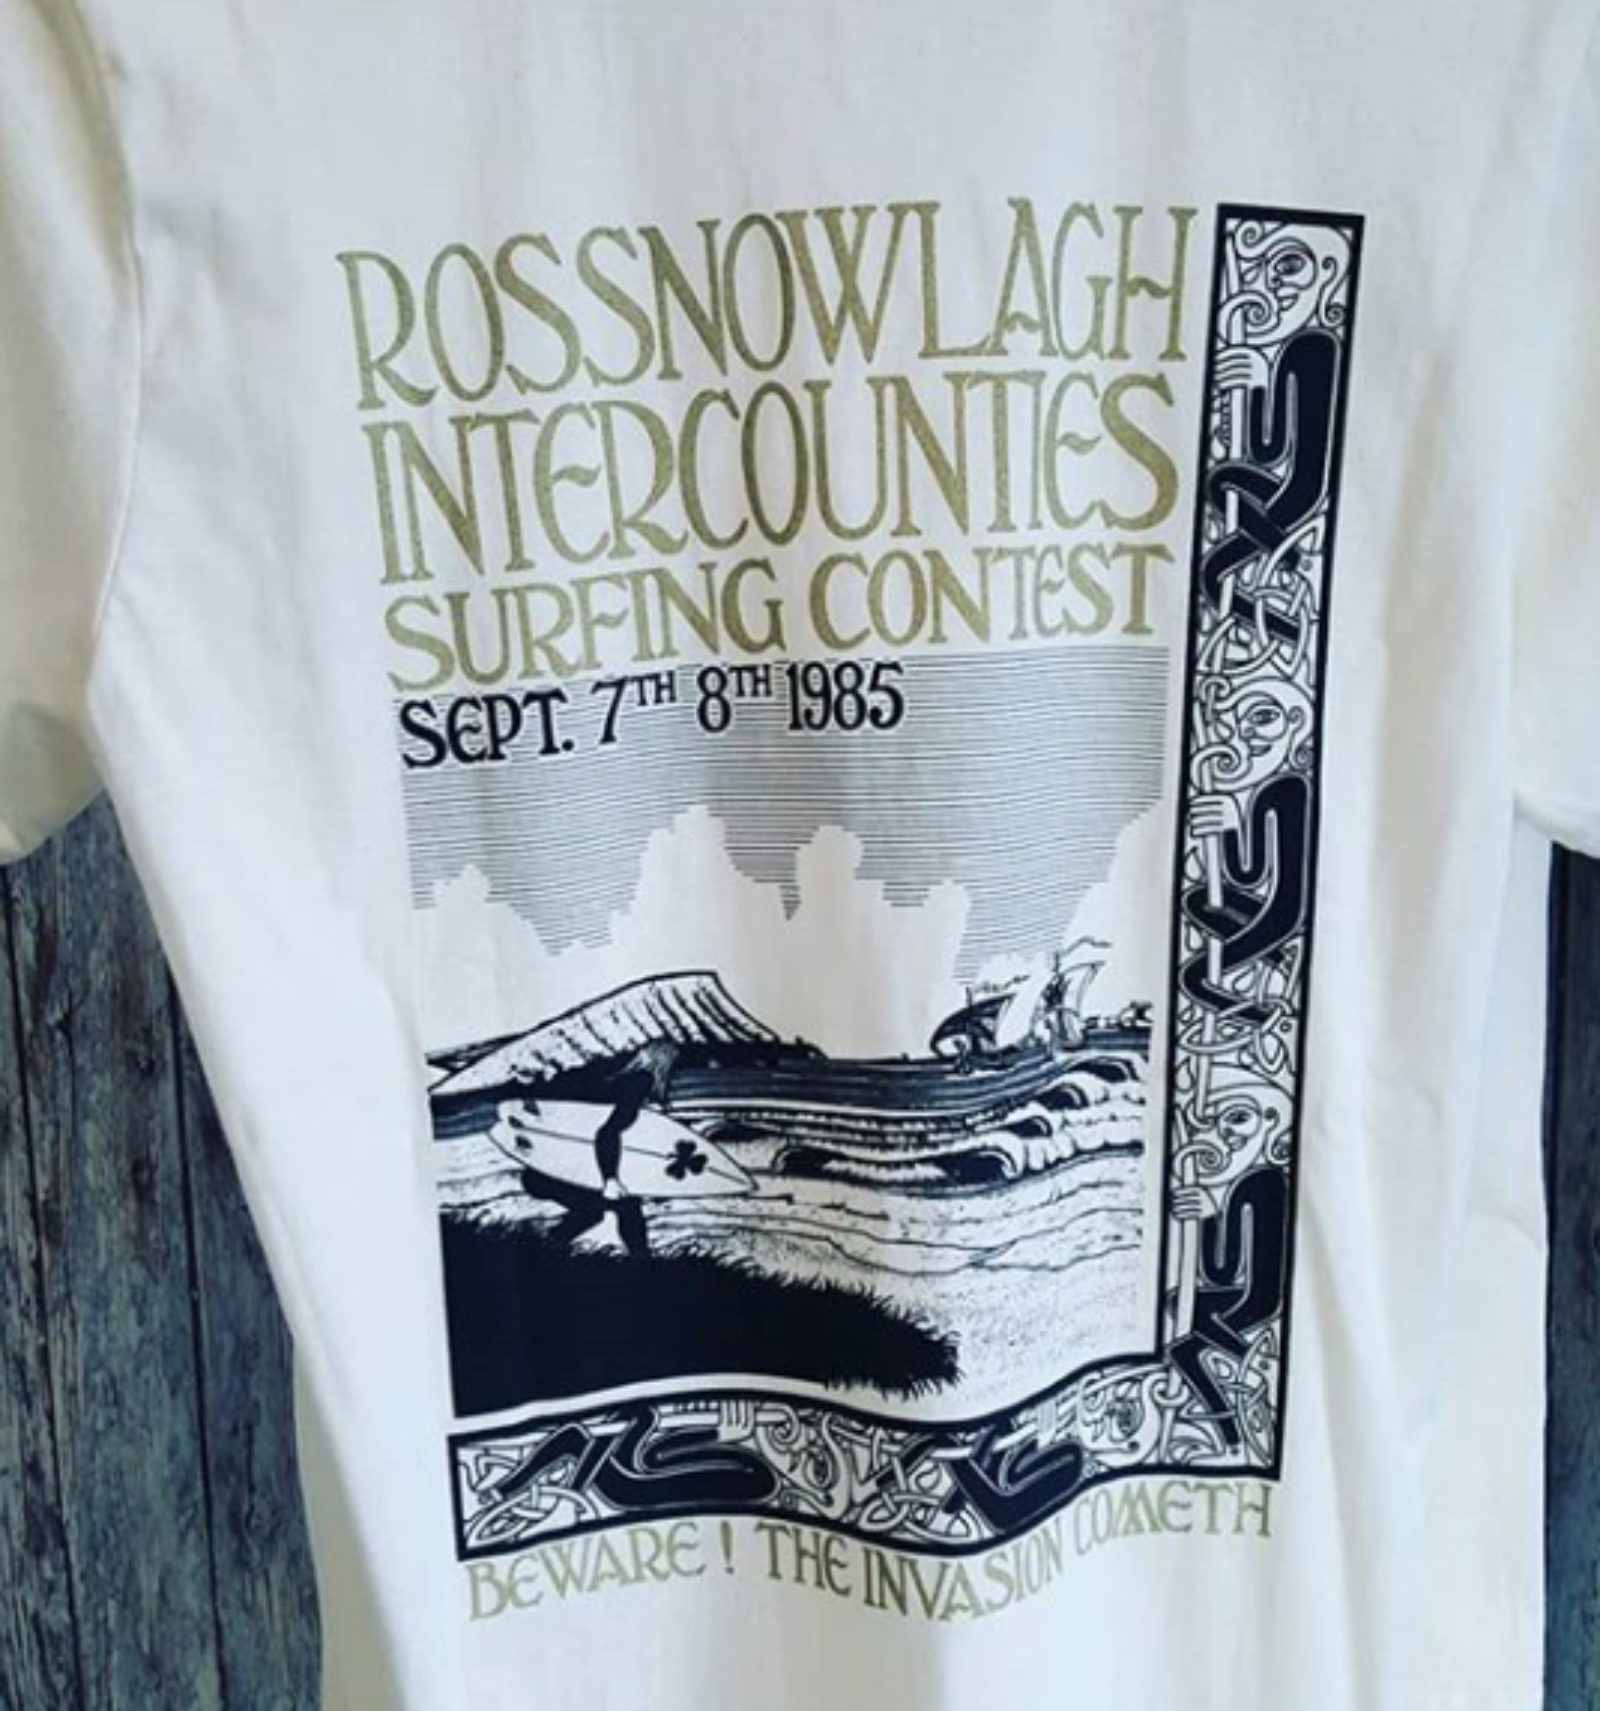 ROSSNOWLAGH
INTERCOUNTIES
SURFING CONTEST
SEPT. 7TH 8TH 1985
BEWARE! THE INVASION COMETH